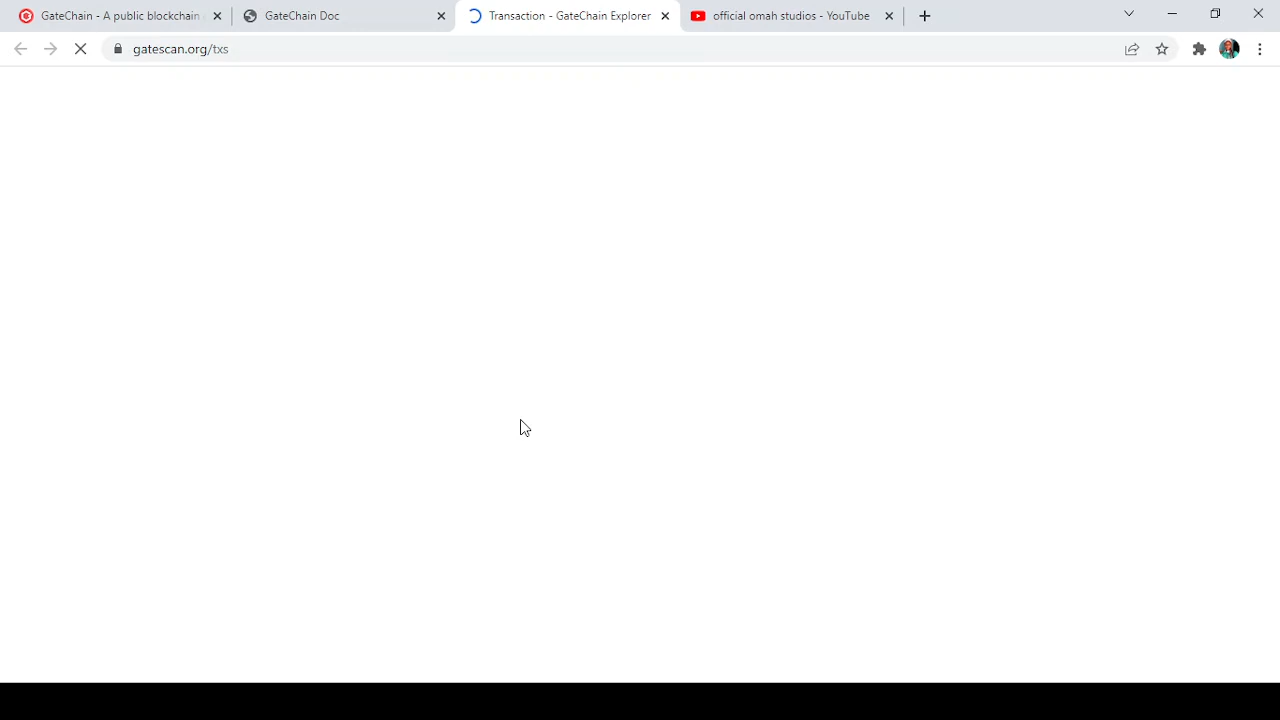 GateChain - A public blockchain
GateChain Doc
Transaction - GateChain Explorer
official omah studios - YouTube
gatescan.org/txs